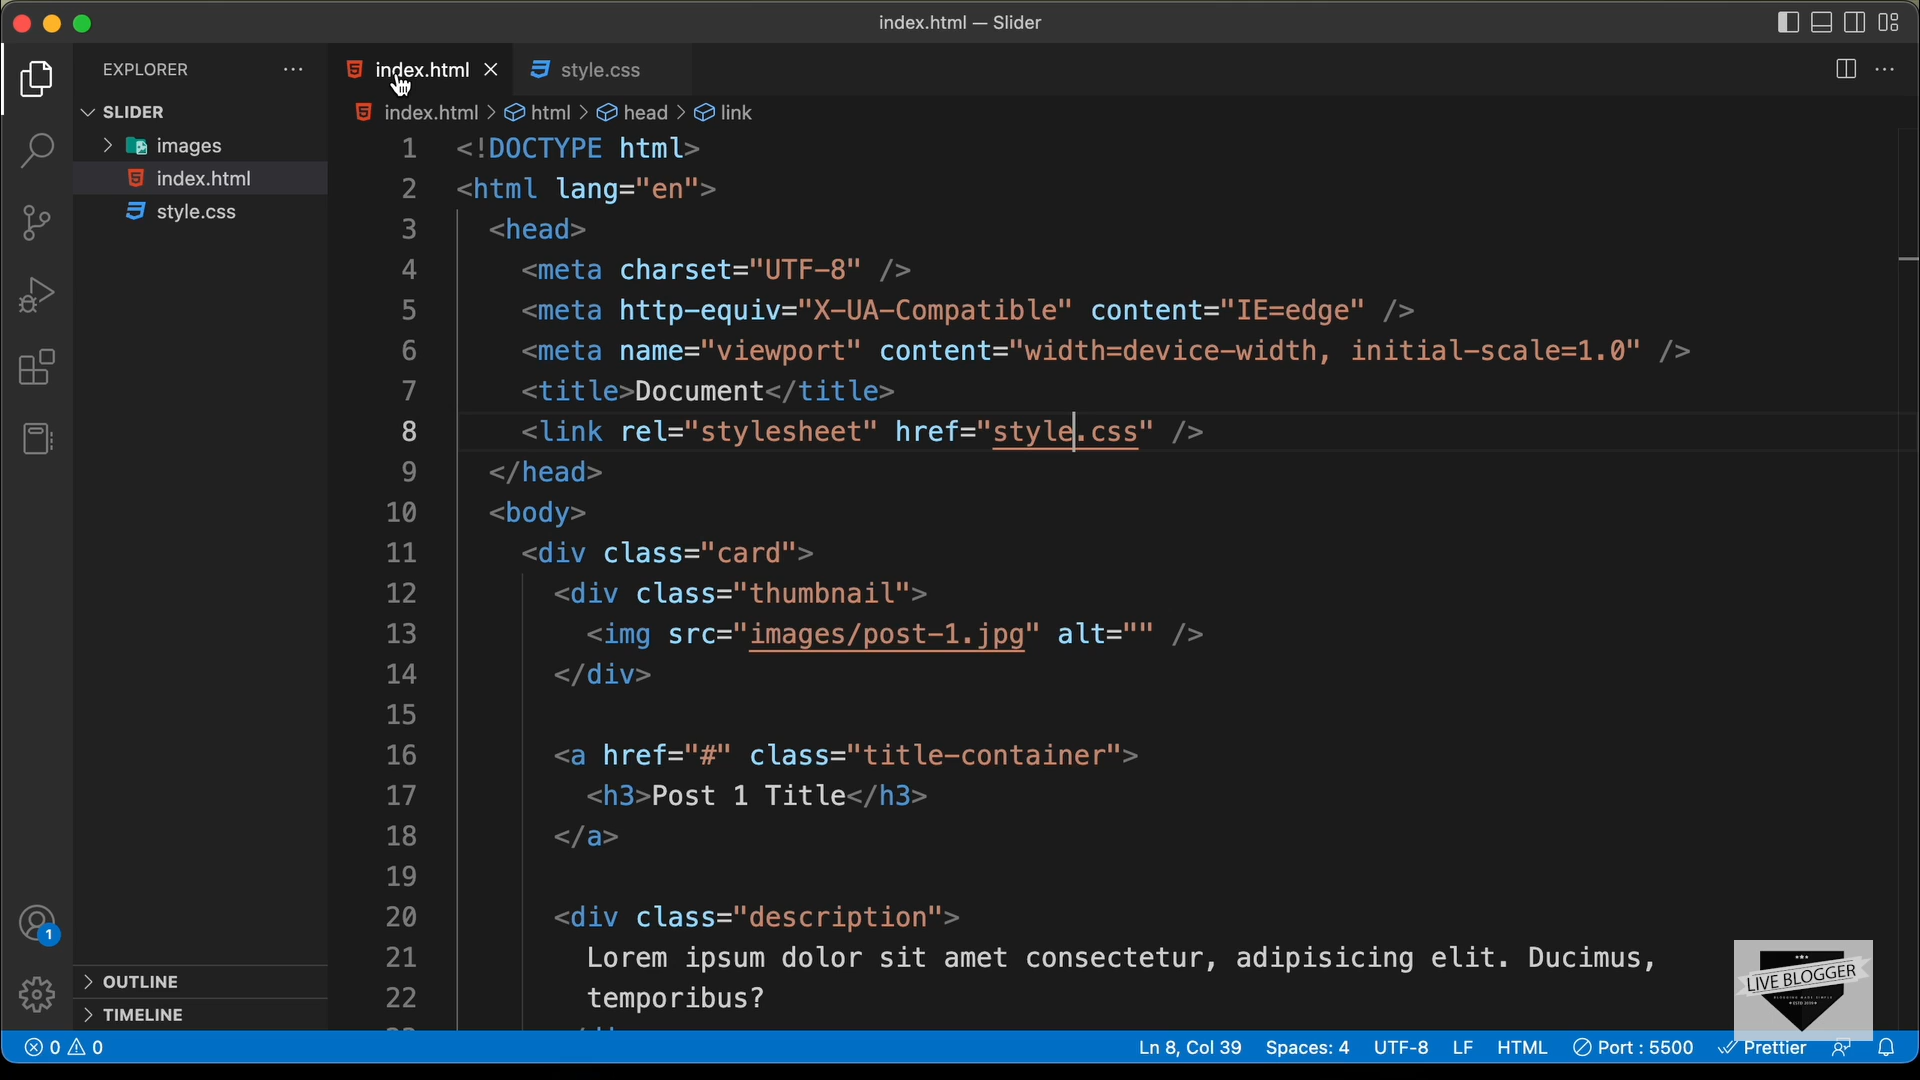 index.html — Slider
EXPLORER
index.html
style.css
SLIDER
images
index.html
style.css
index.html > html > head > link
1 <!DOCTYPE html>
2 <html lang="en">
3 <head>
4 <meta charset="UTF-8" />
5 <meta http-equiv="X-UA-Compatible" content="IE=edge" />
6 <meta name="viewport" content="width=device-width, initial-scale=1.0" />
7 <title>Document</title>
8 <link rel="stylesheet" href="style.css" />
9 </head>
10 <body>
11 <div class="card">
12 <div class="thumbnail">
13 <img src="images/post-1.jpg" alt="" />
14 </div>
15
16 <a href="#" class="title-container">
17 <h3>Post 1 Title</h3>
18 </a>
19
20 <div class="description">
21 Lorem ipsum dolor sit amet consectetur, adipisicing elit. Ducimus,
22 temporibus?
1
OUTLINE
TIMELINE
LIVE BLOGGER
0 0
Ln 8, Col 39
Spaces: 4
UTF-8
LF
HTML
Port : 5500
Prettier